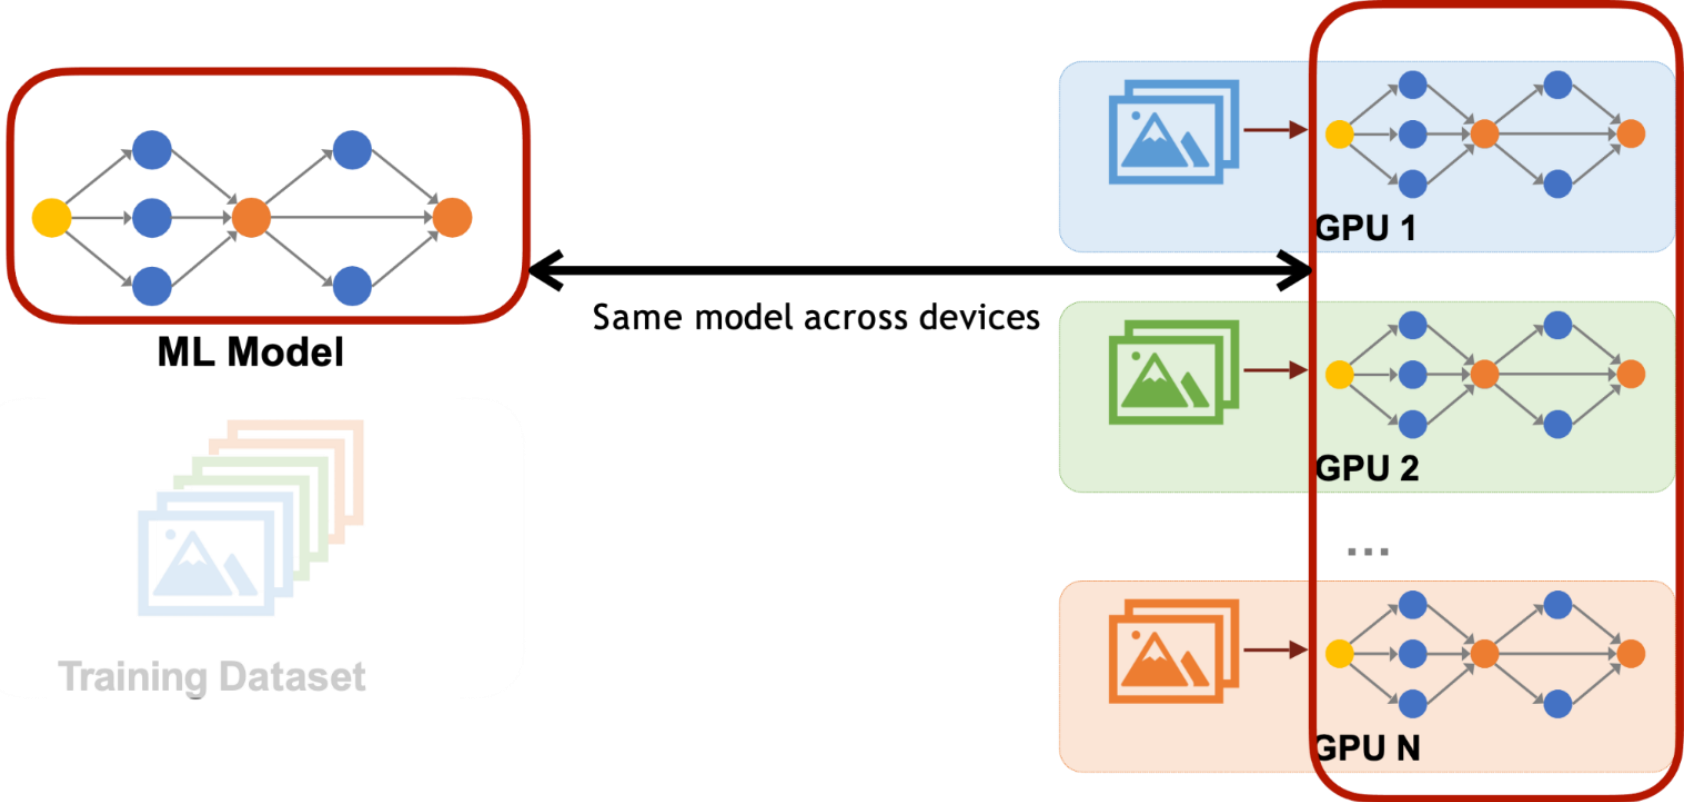 ML Model
Training Dataset
Same model across devices
GPU 1
GPU 2
...
GPU N